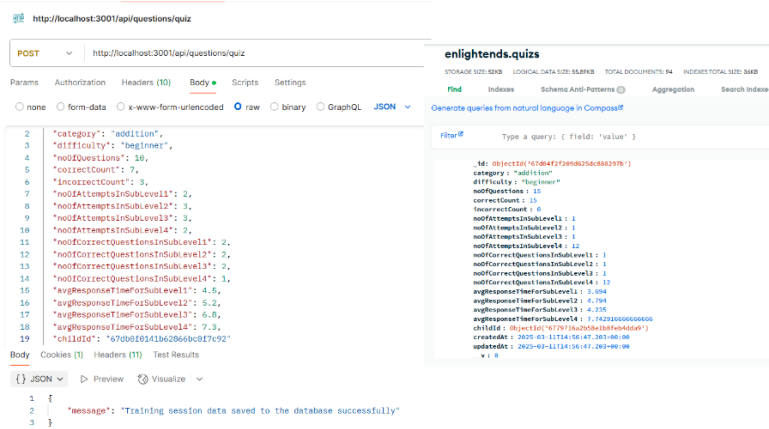 http://localhost:3001/api/questions/quiz
POST
http://localhost:3001/api/questions/quiz
Params Authorization Headers (10) Body Scripts Settings
none form-data x-www-form-urlencoded raw binary GraphQL JSON
2 "category": "addition",
3 "difficulty": "beginner",
4 "noOfQuestions": 10,
5 "correctCount": 7,
6 "incorrectCount": 3,
7 "noOfAttemptsInSubLevel1": 2,
8 "noOfAttemptsInSubLevel2": 3,
9 "noOfAttemptsInSubLevel3": 3,
10 "noOfAttemptsInSubLevel4": 2,
11 "noOfCorrectQuestionsInSubLevel1": 2,
12 "noOfCorrectQuestionsInSubLevel2": 2,
13 "noOfCorrectQuestionsInSubLevel3": 2,
14 "noOfCorrectQuestionsInSubLevel4": 1,
15 "avgResponseTimeForSubLevel1": 4.5,
16 "avgResponseTimeForSubLevel2": 5.2,
17 "avgResponseTimeForSubLevel3": 6.8,
18 "avgResponseTimeForSubLevel4": 7.3,
19 "childId": "67db0f0141b62866bc0f7c92"
Body Cookies (1) Headers (11) Test Results
{} JSON Preview Visualize
1 {
2 "message": "Training session data saved to the database successfully"
3 }
enlightends.quizs
STORAGE SIZE: 52KB LOGICAL DATA SIZE: 55.89KB TOTAL DOCUMENTS: 94 INDEXES TOTAL SIZE: 36KB
Find Indexes Schema Anti-Patterns 0 Aggregation Search Indexes
Generate queries from natural language in Compass
Filter Type a query: { field: 'value' }
_id: ObjectId('67d04f2f209d625dc888297b')
category : "addition"
difficulty : "beginner"
noOfQuestions : 15
correctCount : 15
incorrectCount : 0
noOfAttemptsInSubLevel1 : 1
noOfAttemptsInSubLevel2 : 1
noOfAttemptsInSubLevel3 : 1
noOfAttemptsInSubLevel4 : 12
noOfCorrectQuestionsInSubLevel1 : 1
noOfCorrectQuestionsInSubLevel2 : 1
noOfCorrectQuestionsInSubLevel3 : 1
noOfCorrectQuestionsInSubLevel4 : 12
avgResponseTimeForSubLevel1 : 3.694
avgResponseTimeForSubLevel2 : 4.794
avgResponseTimeForSubLevel3 : 4.235
avgResponseTimeForSubLevel4 : 7.742916666666666
childId : ObjectId('6779716a2b58e1b8feb4dda9')
createdAt : 2025-03-11T14:56:47.203+00:00
updatedAt : 2025-03-11T14:56:47.203+00:00
__v : 0